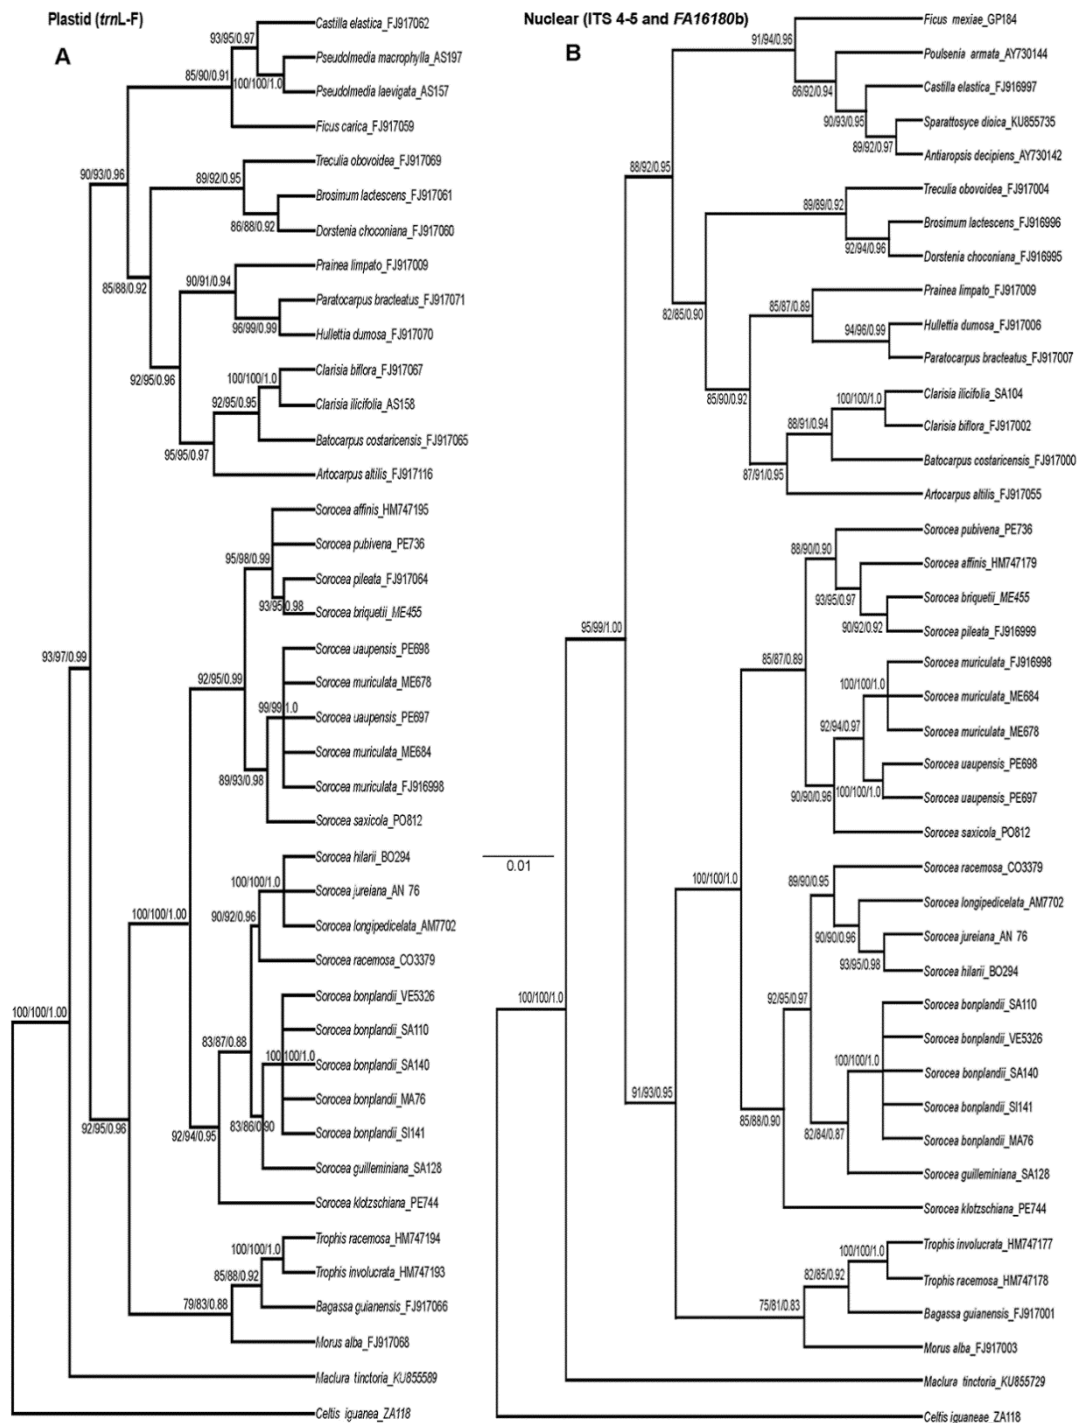 Plastid (trnL-F)
A
Castilla elastica_FJ917062
93/95/0.97
Pseudolmedia macrophylla_AS197
85/90/0.91
100/100/1.0
Pseudolmedia laevigata_AS157
Ficus carica_FJ917059
Treculia obovoidea_FJ917069
90/93/0.96
89/92/0.95
Brosimum lactescens_FJ917061
86/88/0.92
Dorstenia choconiana_FJ917060
Prainea limpato_FJ917009
85/88/0.92
90/91/0.94
Paratocarpus bracteatus_FJ917071
96/99/0.99
Hullettia dumosa_FJ917070
Clarisia biflora_FJ917067
92/95/0.96
100/100/1.0
Clarisia ilicifolia_AS158
92/95/0.95
Batocarpus costaricensis_FJ917065
95/95/0.97
Artocarpus altilis_FJ917116
Sorocea affinis_HM747195
Sorocea pubivena_PE736
95/98/0.99
Sorocea pileata_FJ917064
93/95/0.98
Sorocea briquetii_ME455
Sorocea uaupensis_PE698
93/97/0.99
Sorocea muriculata_ME678
92/95/0.99
Sorocea uaupensis_PE697
99/99/1.0
Sorocea muriculata_ME684
89/93/0.98
Sorocea muriculata_FJ916998
Sorocea saxicola_PO812
Sorocea hilarii_BO294
100/100/1.0
Sorocea jureiana_AN 76
100/100/1.00
90/92/0.96
Sorocea longipedicelata_AM7702
Sorocea racemosa_CO3379
Sorocea bonplandii_VE5326
100/100/1.00
Sorocea bonplandii_SA110
83/87/0.88
100/100/1.0
Sorocea bonplandii_SA140
Sorocea bonplandii_MA76
92/95/0.96
92/94/0.95
83/86/0.90
Sorocea bonplandii_SI141
Sorocea guilleminiana_SA128
Sorocea klotzschiana_PE744
Trophis racemosa_HM747194
100/100/1.0
Trophis involucrata_HM747193
85/88/0.92
Bagassa guianensis_FJ917066
79/83/0.88
Morus alba_FJ917068
Maclura tinctoria_KU855589
Celtis iguanea_ZA118
0.01
Nuclear (ITS 4-5 and FA16180b)
B
Ficus mexiae_GP184
91/94/0.96
Poulsenia armata_AY730144
86/92/0.94
Castilla elastica_FJ916997
90/93/0.95
Sparattosyce dioica_KU855735
89/92/0.97
Antiaropsis decipiens_AY730142
88/92/0.95
Treculia obovoidea_FJ917004
89/89/0.92
Brosimum lactescens_FJ916996
92/94/0.96
Dorstenia choconiana_FJ916995
Prainea limpato_FJ917009
82/85/0.90
85/87/0.89
Hullettia dumosa_FJ917006
94/96/0.99
Paratocarpus bracteatus_FJ917007
85/90/0.92
Clarisia ilicifolia_SA104
100/100/1.0
Clarisia biflora_FJ917002
88/91/0.94
Batocarpus costaricensis_FJ917000
87/91/0.95
Artocarpus altilis_FJ917055
Sorocea pubivena_PE736
88/90/0.90
Sorocea affinis_HM747179
93/95/0.97
Sorocea briquetii_ME455
90/92/0.92
Sorocea pileata_FJ916999
95/99/1.00
85/87/0.89
Sorocea muriculata_FJ916998
100/100/1.0
Sorocea muriculata_ME684
92/94/0.97
Sorocea muriculata_ME678
Sorocea uaupensis_PE698
90/90/0.96
100/100/1.0
Sorocea uaupensis_PE697
Sorocea saxicola_PO812
Sorocea racemosa_CO3379
100/100/1.0
89/90/0.95
Sorocea longipedicelata_AM7702
90/90/0.96
Sorocea jureiana_AN 76
93/95/0.98
Sorocea hilarii_BO294
100/100/1.0
92/95/0.97
Sorocea bonplandii_SA110
Sorocea bonplandii_VE5326
100/100/1.0
Sorocea bonplandii_SA140
91/93/0.95
Sorocea bonplandii_SI141
85/88/0.90
82/84/0.87
Sorocea bonplandii_MA76
Sorocea guilleminiana_SA128
Sorocea klotzschiana_PE744
Trophis involucrata_HM747177
100/100/1.0
82/85/0.92
Trophis racemosa_HM747178
75/81/0.83
Bagassa guianensis_FJ917001
Morus alba_FJ917003
Maclura tinctoria_KU855729
Celtis iguaneae_ZA118